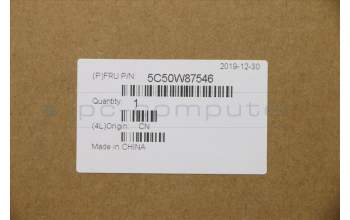 2019-12-30
(P)FRU P/N: 5C50W87546
Quantity: 1
(4L)Origin: CN
Made in CHINA